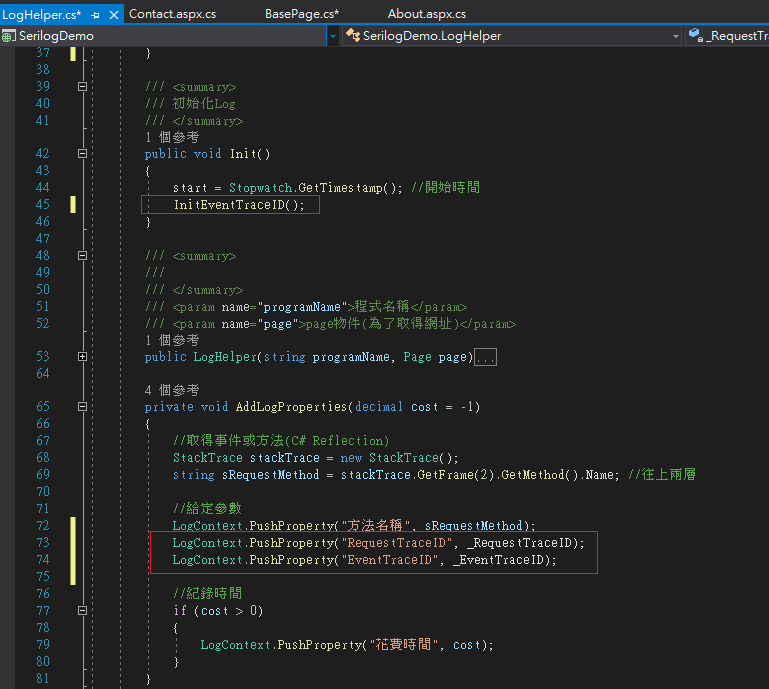 LogHelper.cs* Contact.aspx.cs BasePage.cs* About.aspx.cs
SerilogDemo SerilogDemo.LogHelper _RequestTr
37 }
38
39 /// <summary>
40 /// 初始化Log
41 /// </summary>
1 個參考
42 public void Init()
43 {
44 start = Stopwatch.GetTimestamp(); //開始時間
45 InitEventTraceID();
46 }
47
48 /// <summary>
49 ///
50 /// </summary>
51 /// <param name="programName">程式名稱</param>
52 /// <param name="page">page物件(為了取得網址)</param>
1 個參考
53 public LogHelper(string programName, Page page)...
64
4 個參考
65 private void AddLogProperties(decimal cost = -1)
66 {
67 //取得事件或方法(C# Reflection)
68 StackTrace stackTrace = new StackTrace();
69 string sRequestMethod = stackTrace.GetFrame(2).GetMethod().Name; //往上兩層
70
71 //給定參數
72 LogContext.PushProperty("方法名稱", sRequestMethod);
73 LogContext.PushProperty("RequestTraceID", _RequestTraceID);
74 LogContext.PushProperty("EventTraceID", _EventTraceID);
75
76 //紀錄時間
77 if (cost > 0)
78 {
79 LogContext.PushProperty("花費時間", cost);
80 }
81 }